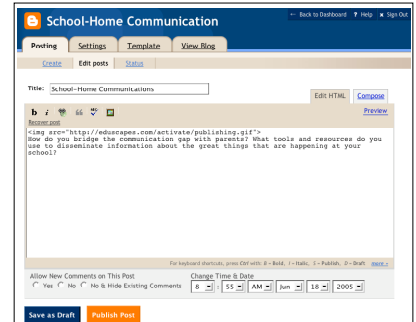 School-Home Communication
← Back to Dashboard ? Help × Sign Out
Posting Settings Template View Blog
Create Edit posts Status
Title: School-Home Communications
Edit HTML Compose
b i ABC Preview
Recover post
<img src="http://eduscapes.com/activate/publishing.gif">
How do you bridge the communication gap with parents? What tools and resources do you
use to disseminate information about the great things that are happening at your
school?
For keyboard shortcuts, press Ctrl with: B = Bold, I = Italic, S = Publish, D = Draft more »
Allow New Comments on This Post Change Time & Date
Yes No No & Hide Existing Comments 8 : 55 AM Jun 18 2005
Save as Draft Publish Post